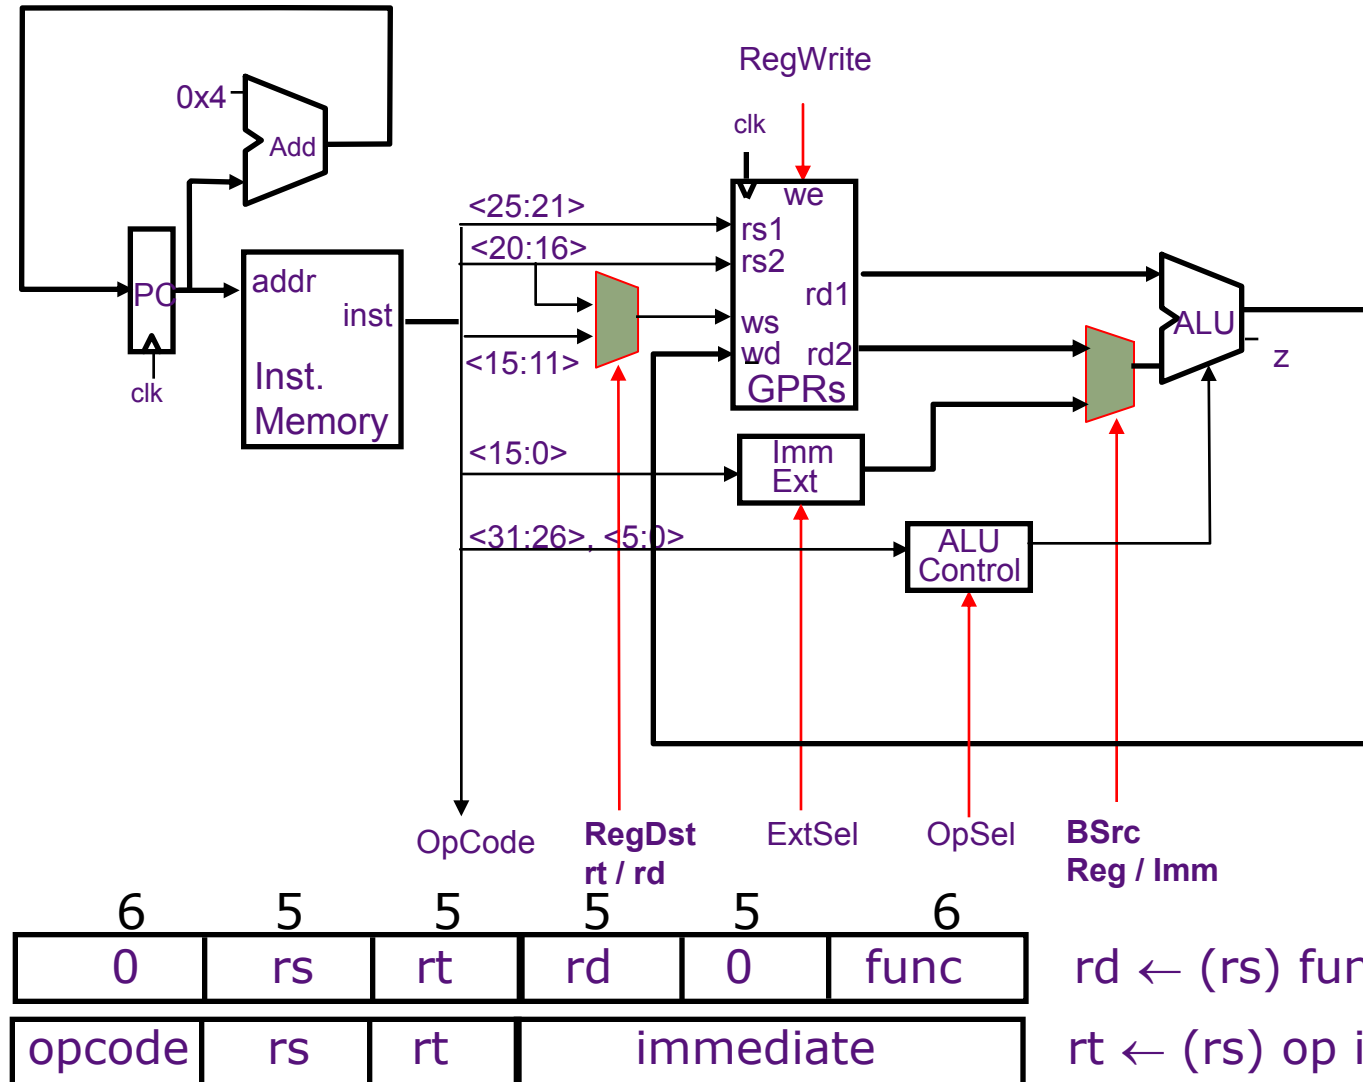 RegWrite
0x4
Add
clk
we
<25:21>
rs1
<20:16>
rs2
PC
addr
inst
rd1
ws
ALU
<15:11>
wd
rd2
z
clk
Inst.
Memory
GPRs
<15:0>
Imm
Ext
<31:26>, <5:0>
ALU
Control
OpCode
RegDst
rt / rd
ExtSel
OpSel
BSrc
Reg / Imm
6 5 5 5 5 6
0 rs rt rd 0 func rd ← (rs) fun
opcode rs rt immediate rt ← (rs) op i